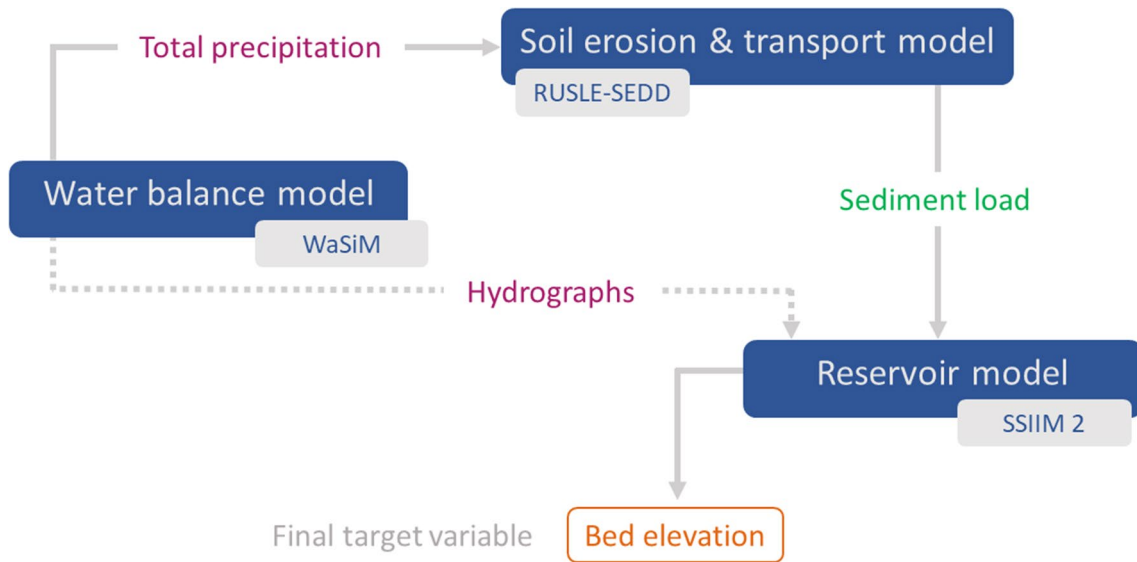 Total precipitation
Soil erosion & transport model
RUSLE-SEDD
Water balance model
WaSiM
Sediment load
Hydrographs
Reservoir model
SSIIM 2
Final target variable
Bed elevation